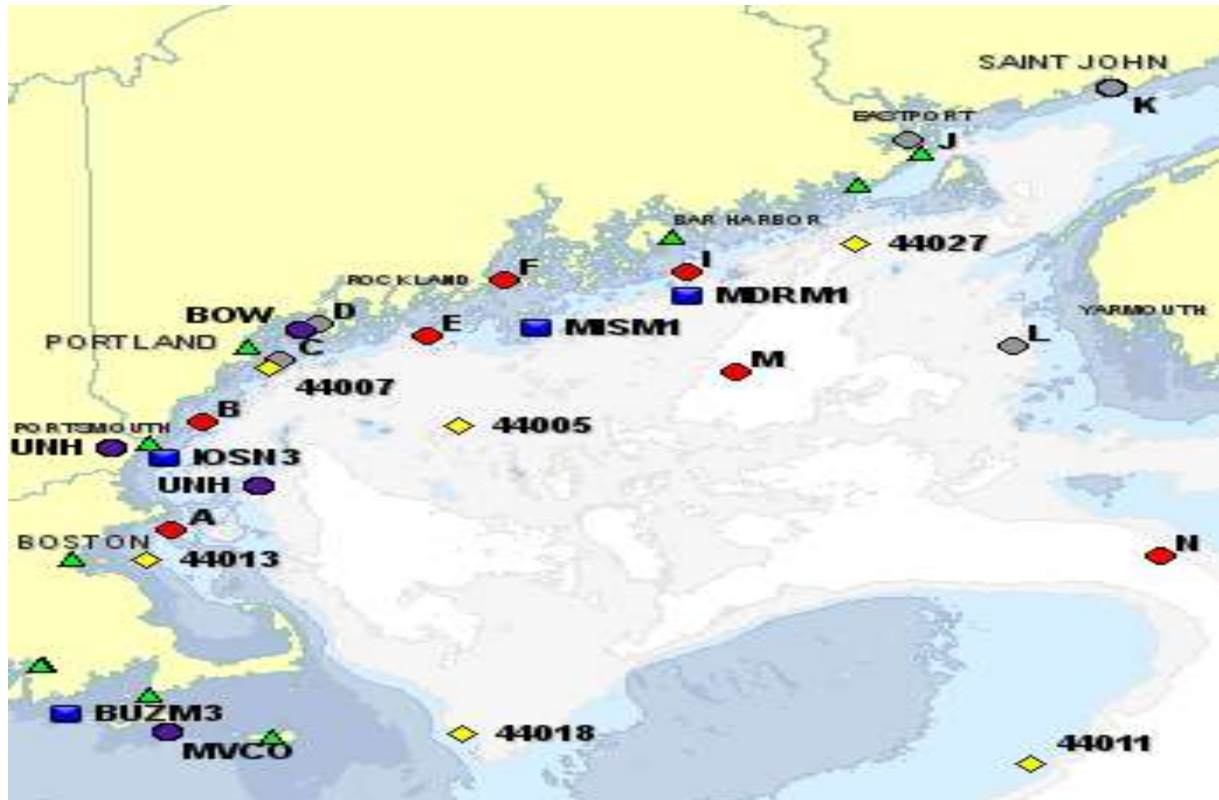 SAINT JOHN
K
EASTPORT
J
BAR HARBOR
44027
I
ROCKLAND
F
MDRM1
BOW
D
YARMOUTH
MISM1
E
PORTLAND
C
L
M
44007
B
PORTSMOUTH
44005
UNH
IOSN3
UNH
A
BOSTON
N
44013
BUZM3
44018
MVCO
44011